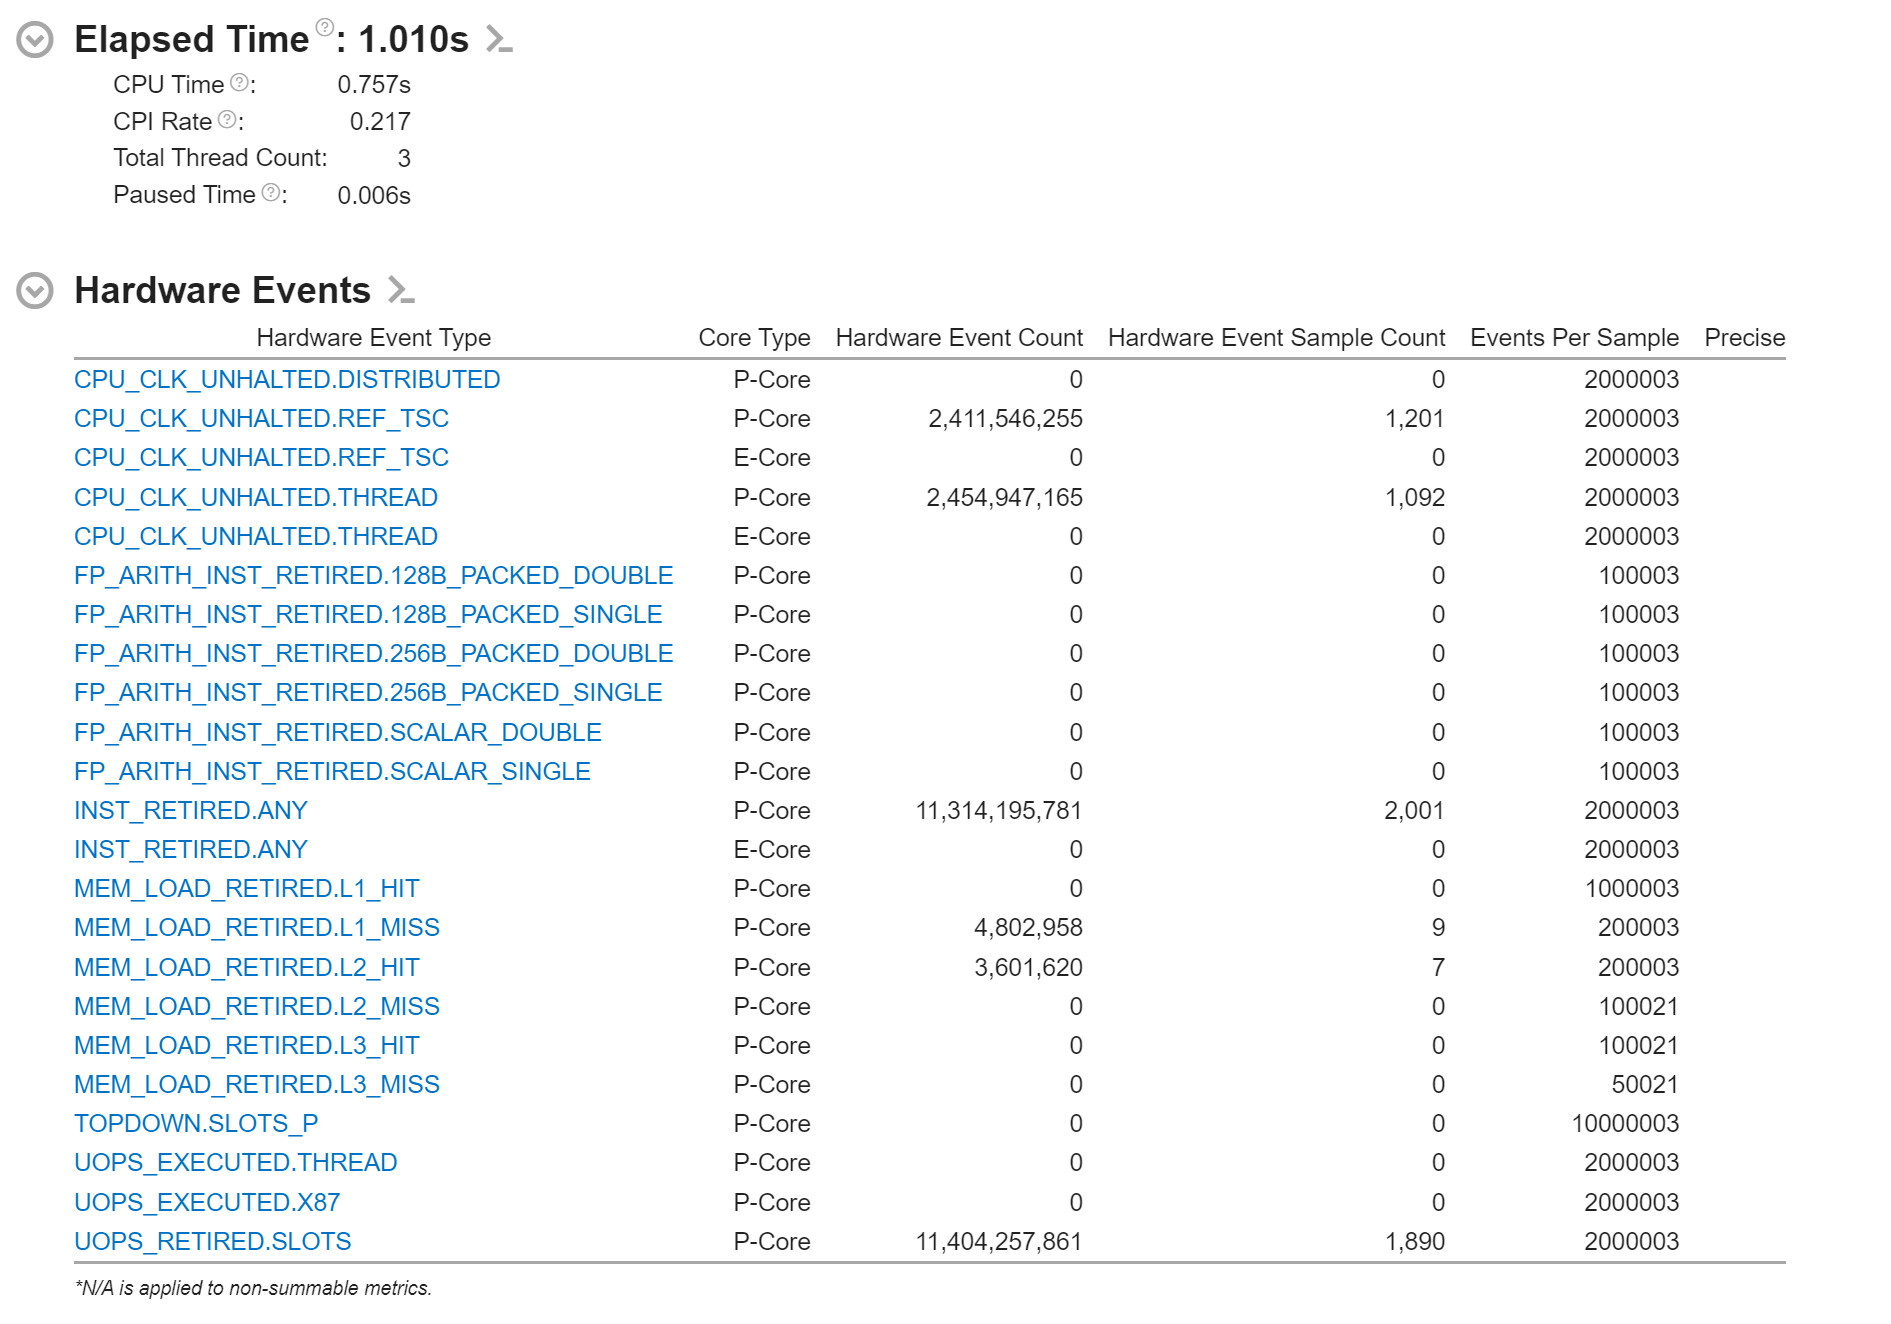 Elapsed Time ?: 1.010s
CPU Time ?: 0.757s
CPI Rate ?: 0.217
Total Thread Count: 3
Paused Time ?: 0.006s
Hardware Events
Hardware Event Type Core Type Hardware Event Count Hardware Event Sample Count Events Per Sample Precise
CPU_CLK_UNHALTED.DISTRIBUTED P-Core 0 0 2000003
CPU_CLK_UNHALTED.REF_TSC P-Core 2,411,546,255 1,201 2000003
CPU_CLK_UNHALTED.REF_TSC E-Core 0 0 2000003
CPU_CLK_UNHALTED.THREAD P-Core 2,454,947,165 1,092 2000003
CPU_CLK_UNHALTED.THREAD E-Core 0 0 2000003
FP_ARITH_INST_RETIRED.128B_PACKED_DOUBLE P-Core 0 0 100003
FP_ARITH_INST_RETIRED.128B_PACKED_SINGLE P-Core 0 0 100003
FP_ARITH_INST_RETIRED.256B_PACKED_DOUBLE P-Core 0 0 100003
FP_ARITH_INST_RETIRED.256B_PACKED_SINGLE P-Core 0 0 100003
FP_ARITH_INST_RETIRED.SCALAR_DOUBLE P-Core 0 0 100003
FP_ARITH_INST_RETIRED.SCALAR_SINGLE P-Core 0 0 100003
INST_RETIRED.ANY P-Core 11,314,195,781 2,001 2000003
INST_RETIRED.ANY E-Core 0 0 2000003
MEM_LOAD_RETIRED.L1_HIT P-Core 0 0 1000003
MEM_LOAD_RETIRED.L1_MISS P-Core 4,802,958 9 200003
MEM_LOAD_RETIRED.L2_HIT P-Core 3,601,620 7 200003
MEM_LOAD_RETIRED.L2_MISS P-Core 0 0 100021
MEM_LOAD_RETIRED.L3_HIT P-Core 0 0 100021
MEM_LOAD_RETIRED.L3_MISS P-Core 0 0 50021
TOPDOWN.SLOTS_P P-Core 0 0 10000003
UOPS_EXECUTED.THREAD P-Core 0 0 2000003
UOPS_EXECUTED.X87 P-Core 0 0 2000003
UOPS_RETIRED.SLOTS P-Core 11,404,257,861 1,890 2000003
*N/A is applied to non-summable metrics.